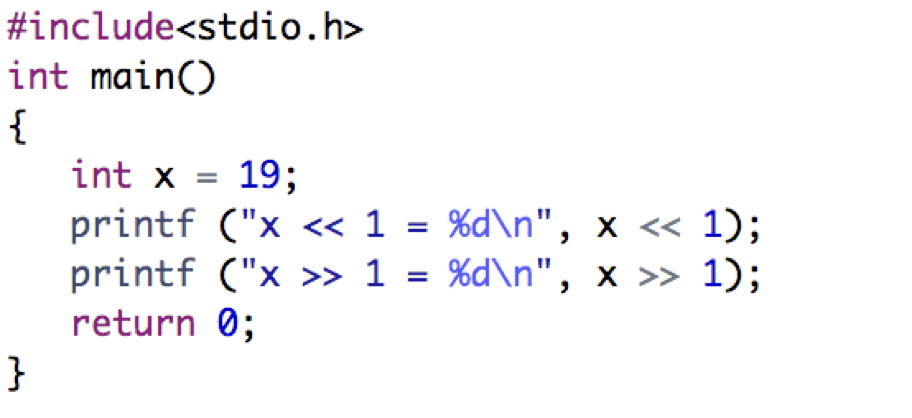 #include<stdio.h>
int main()
{
   int x = 19;
   printf ("x << 1 = %d\n", x << 1);
   printf ("x >> 1 = %d\n", x >> 1);
   return 0;
}